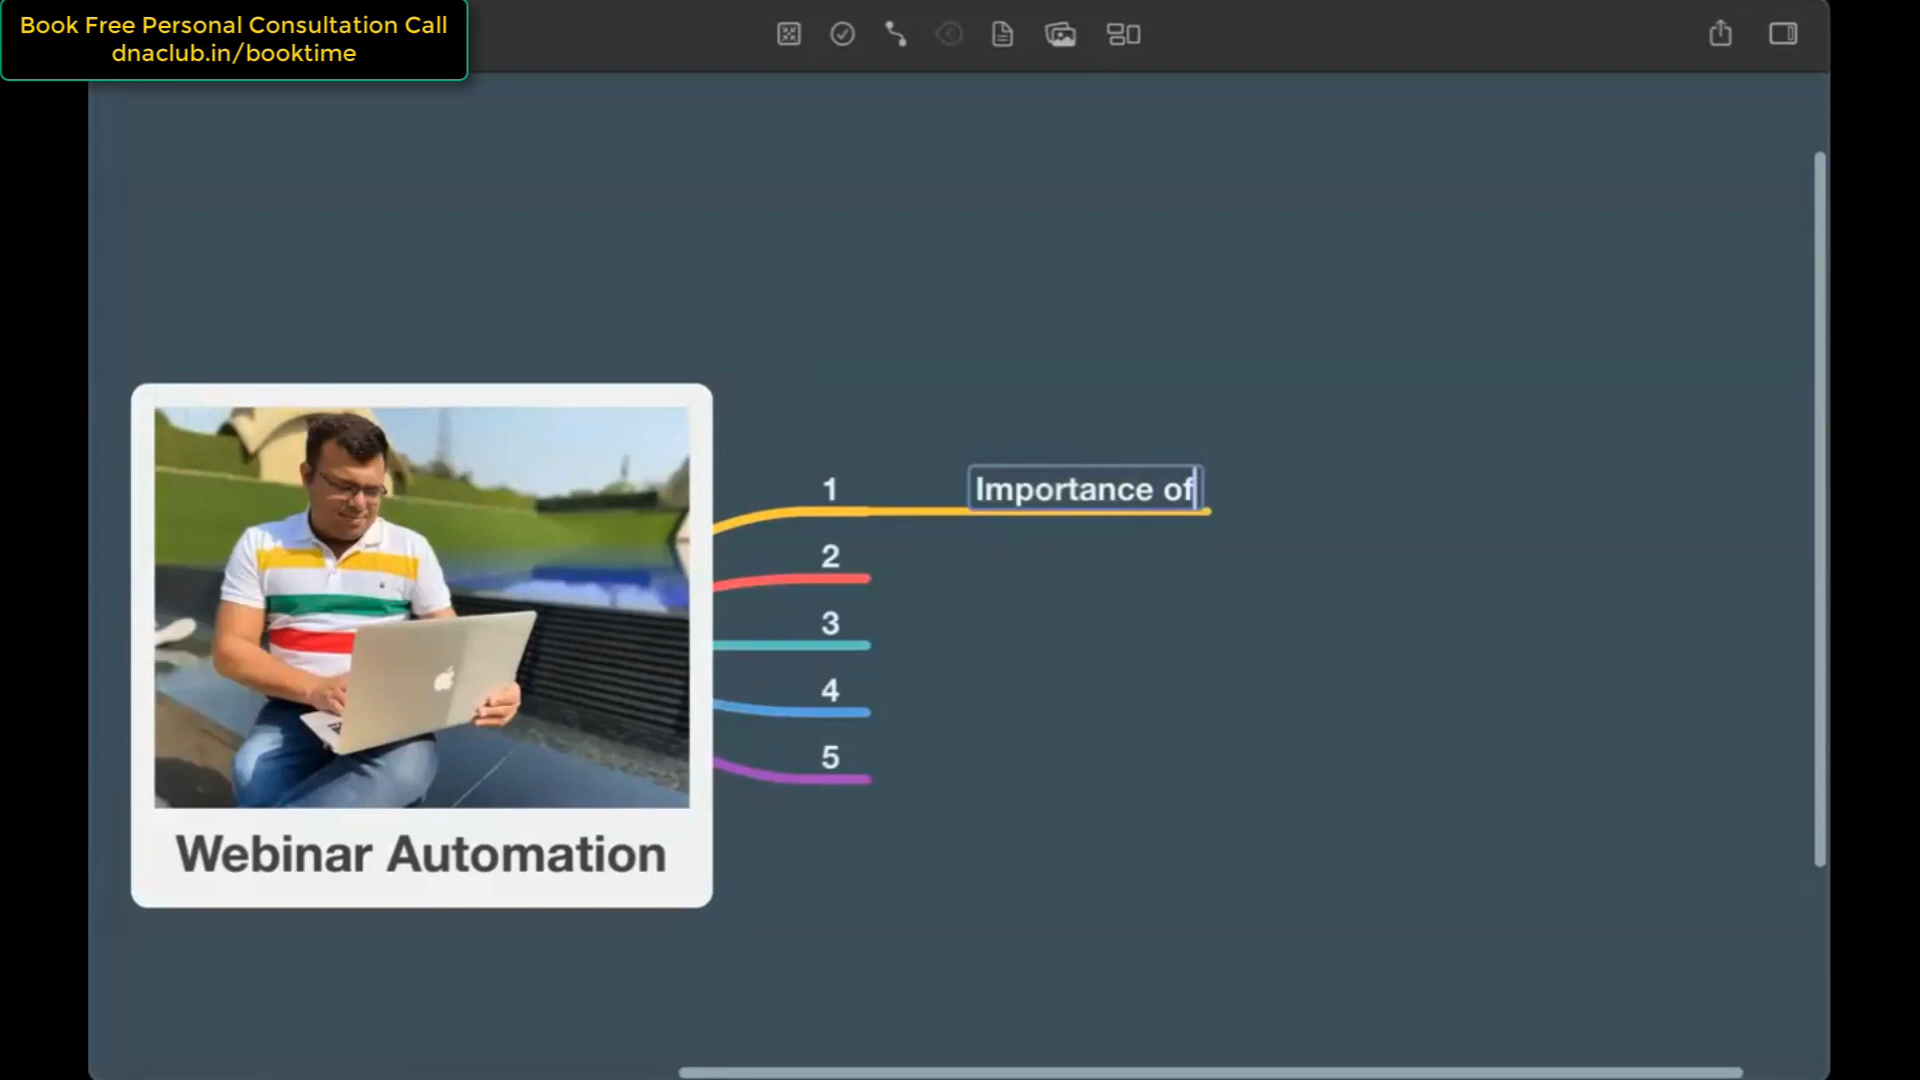 Book Free Personal Consultation Call
dnaclub.in/booktime
1
Importance of
2
3
4
5
Webinar Automation